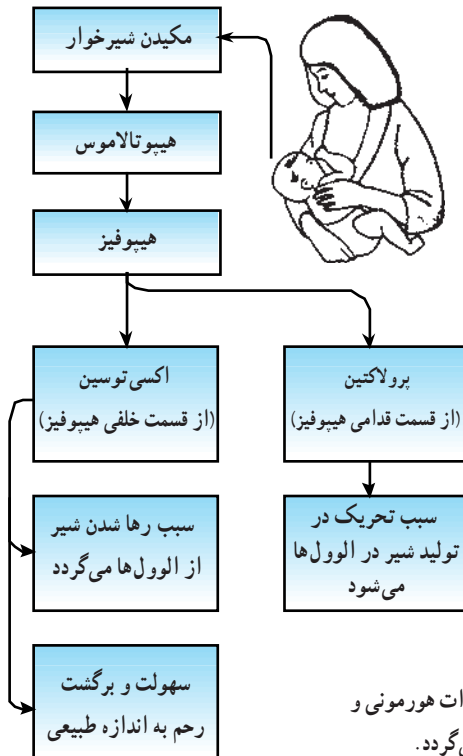 مکیدن شیرخوار
هیپوتالاموس
هیپوفیز
پرولاکتین
(از قسمت قدامی هیپوفیز)
اکسی‌توسین
(از قسمت خلفی هیپوفیز)
سبب تحریک در
تولید شیر در الوول‌ها
می‌شود
سبب رها شدن شیر
از الوول‌ها می‌گردد
سهولت و برگشت
رحم به اندازه طبیعی
هورمونی و